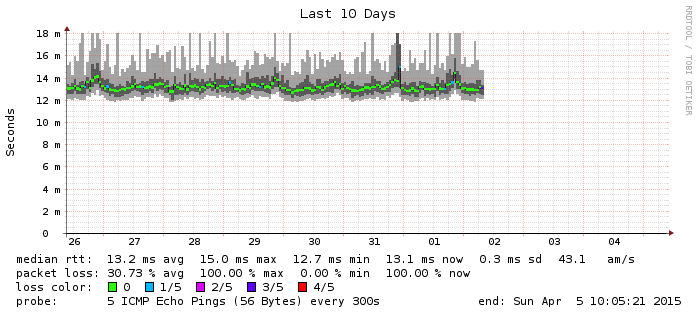 Last 10 Days
RRDTOOL / TOBI OETIKER
Seconds
18 m
16 m
14 m
12 m
10 m
8 m
6 m
4 m
2 m
0
26 27 28 29 30 31 01 02 03 04
median rtt: 13.2 ms avg 15.0 ms max 12.7 ms min 13.1 ms now 0.3 ms sd 43.1 am/s
packet loss: 30.73 % avg 100.00 % max 0.00 % min 100.00 % now
loss color: 0 1/5 2/5 3/5 4/5
probe: 5 ICMP Echo Pings (56 Bytes) every 300s end: Sun Apr 5 10:05:21 2015